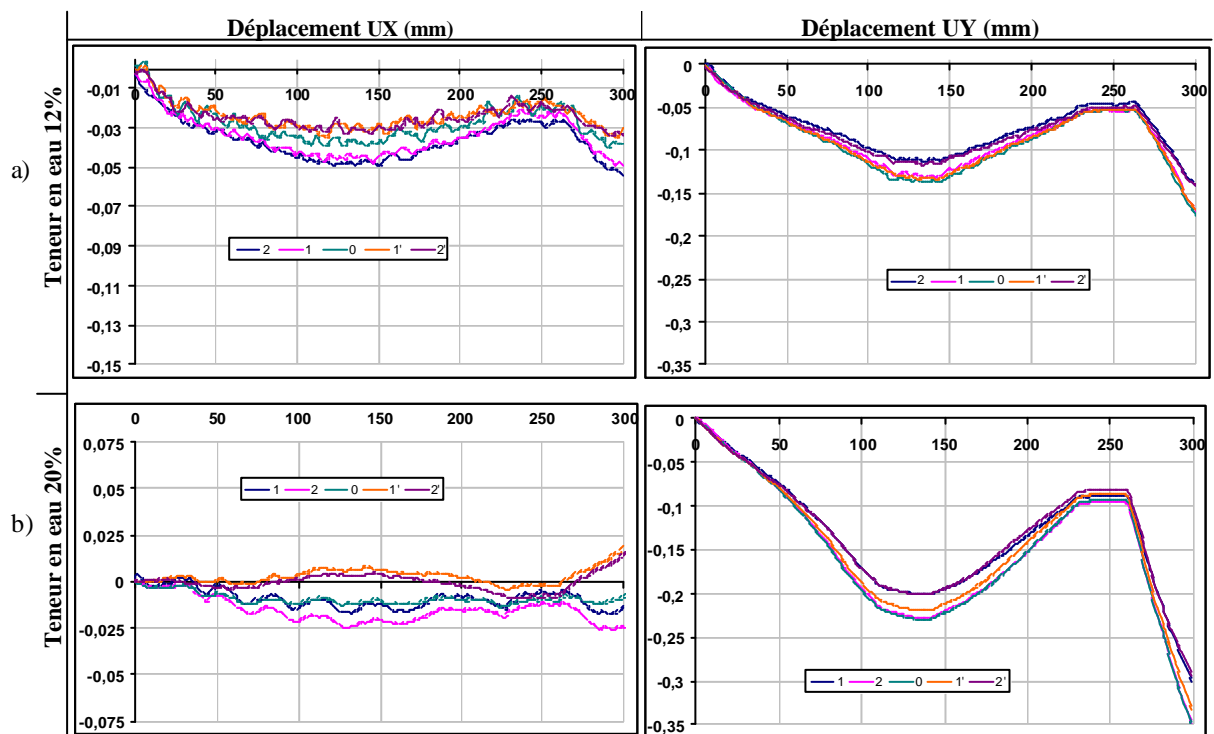 Déplacement UX (mm)
Déplacement UY (mm)
a)
Teneur en eau 12%
-0,01
-0,03
-0,05
-0,07
-0,09
-0,11
-0,13
-0,15
0 50 100 150 200 250 300
2 1 0 1' 2'
0
-0,05
-0,1
-0,15
-0,2
-0,25
-0,3
-0,35
0 50 100 150 200 250 300
2 1 0 1' 2'
b)
Teneur en eau 20%
0,075
0,05
0,025
0
-0,025
-0,05
-0,075
0 50 100 150 200 250 300
1 2 0 1' 2'
0
-0,05
-0,1
-0,15
-0,2
-0,25
-0,3
-0,35
0 50 100 150 200 250 300
1 2 0 1' 2'